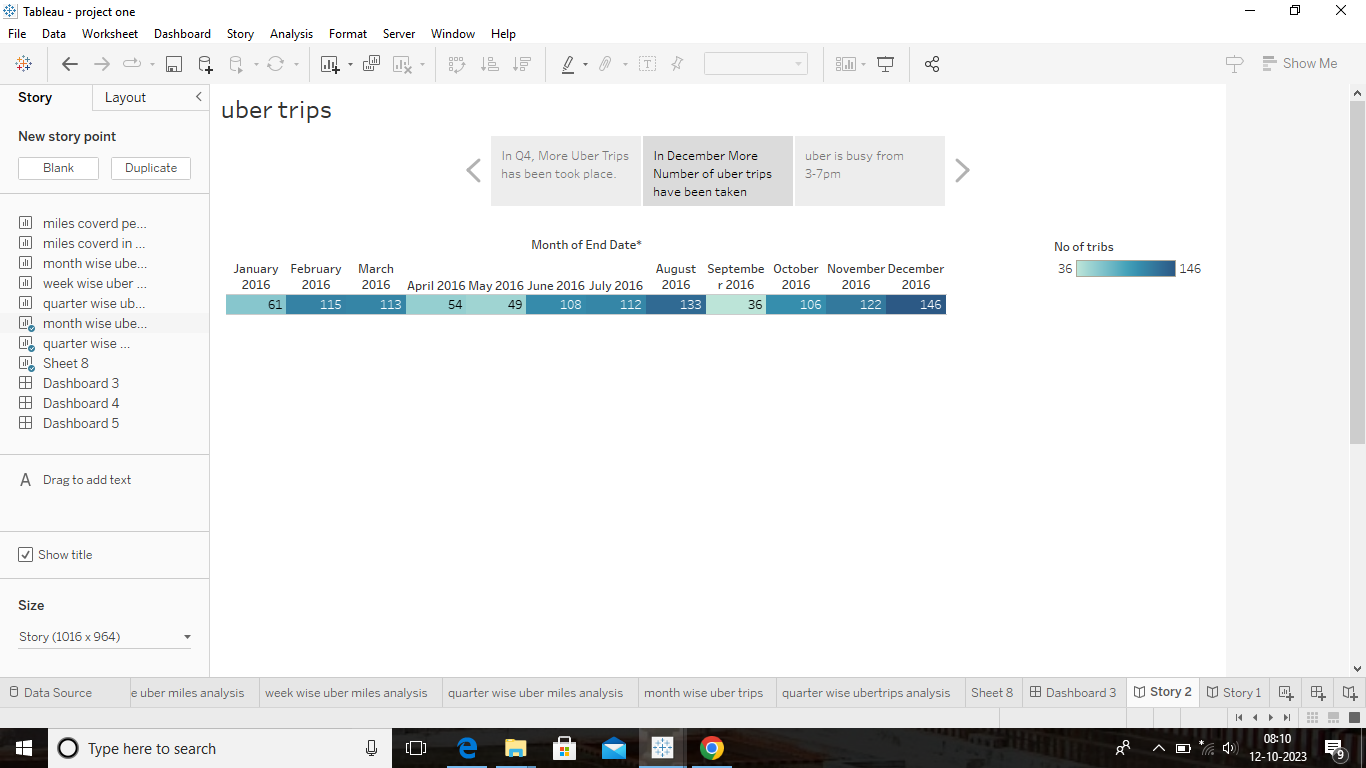 Tableau - project one
File Data Worksheet Dashboard Story Analysis Format Server Window Help
Show Me
Story Layout
New story point
Blank Duplicate
miles coverd pe...
miles coverd in ...
month wise ube...
week wise uber ...
quarter wise ub...
month wise ube...
quarter wise ...
Sheet 8
Dashboard 3
Dashboard 4
Dashboard 5
A Drag to add text
Show title
Size
Story (1016 x 964)
uber trips
In Q4, More Uber Trips
has been took place.
In December More
Number of uber trips
have been taken
uber is busy from
3-7pm
Month of End Date*
January February March August Septembe October November December
2016 2016 2016 April 2016 May 2016 June 2016 July 2016 2016 r 2016 2016 2016 2016
61 115 113 54 49 108 112 133 36 106 122 146
No of tribs
36 146
Data Source e uber miles analysis week wise uber miles analysis quarter wise uber miles analysis month wise uber trips quarter wise ubertrips analysis Sheet 8 Dashboard 3 Story 2 Story 1
Type here to search
08:10
12-10-2023
9